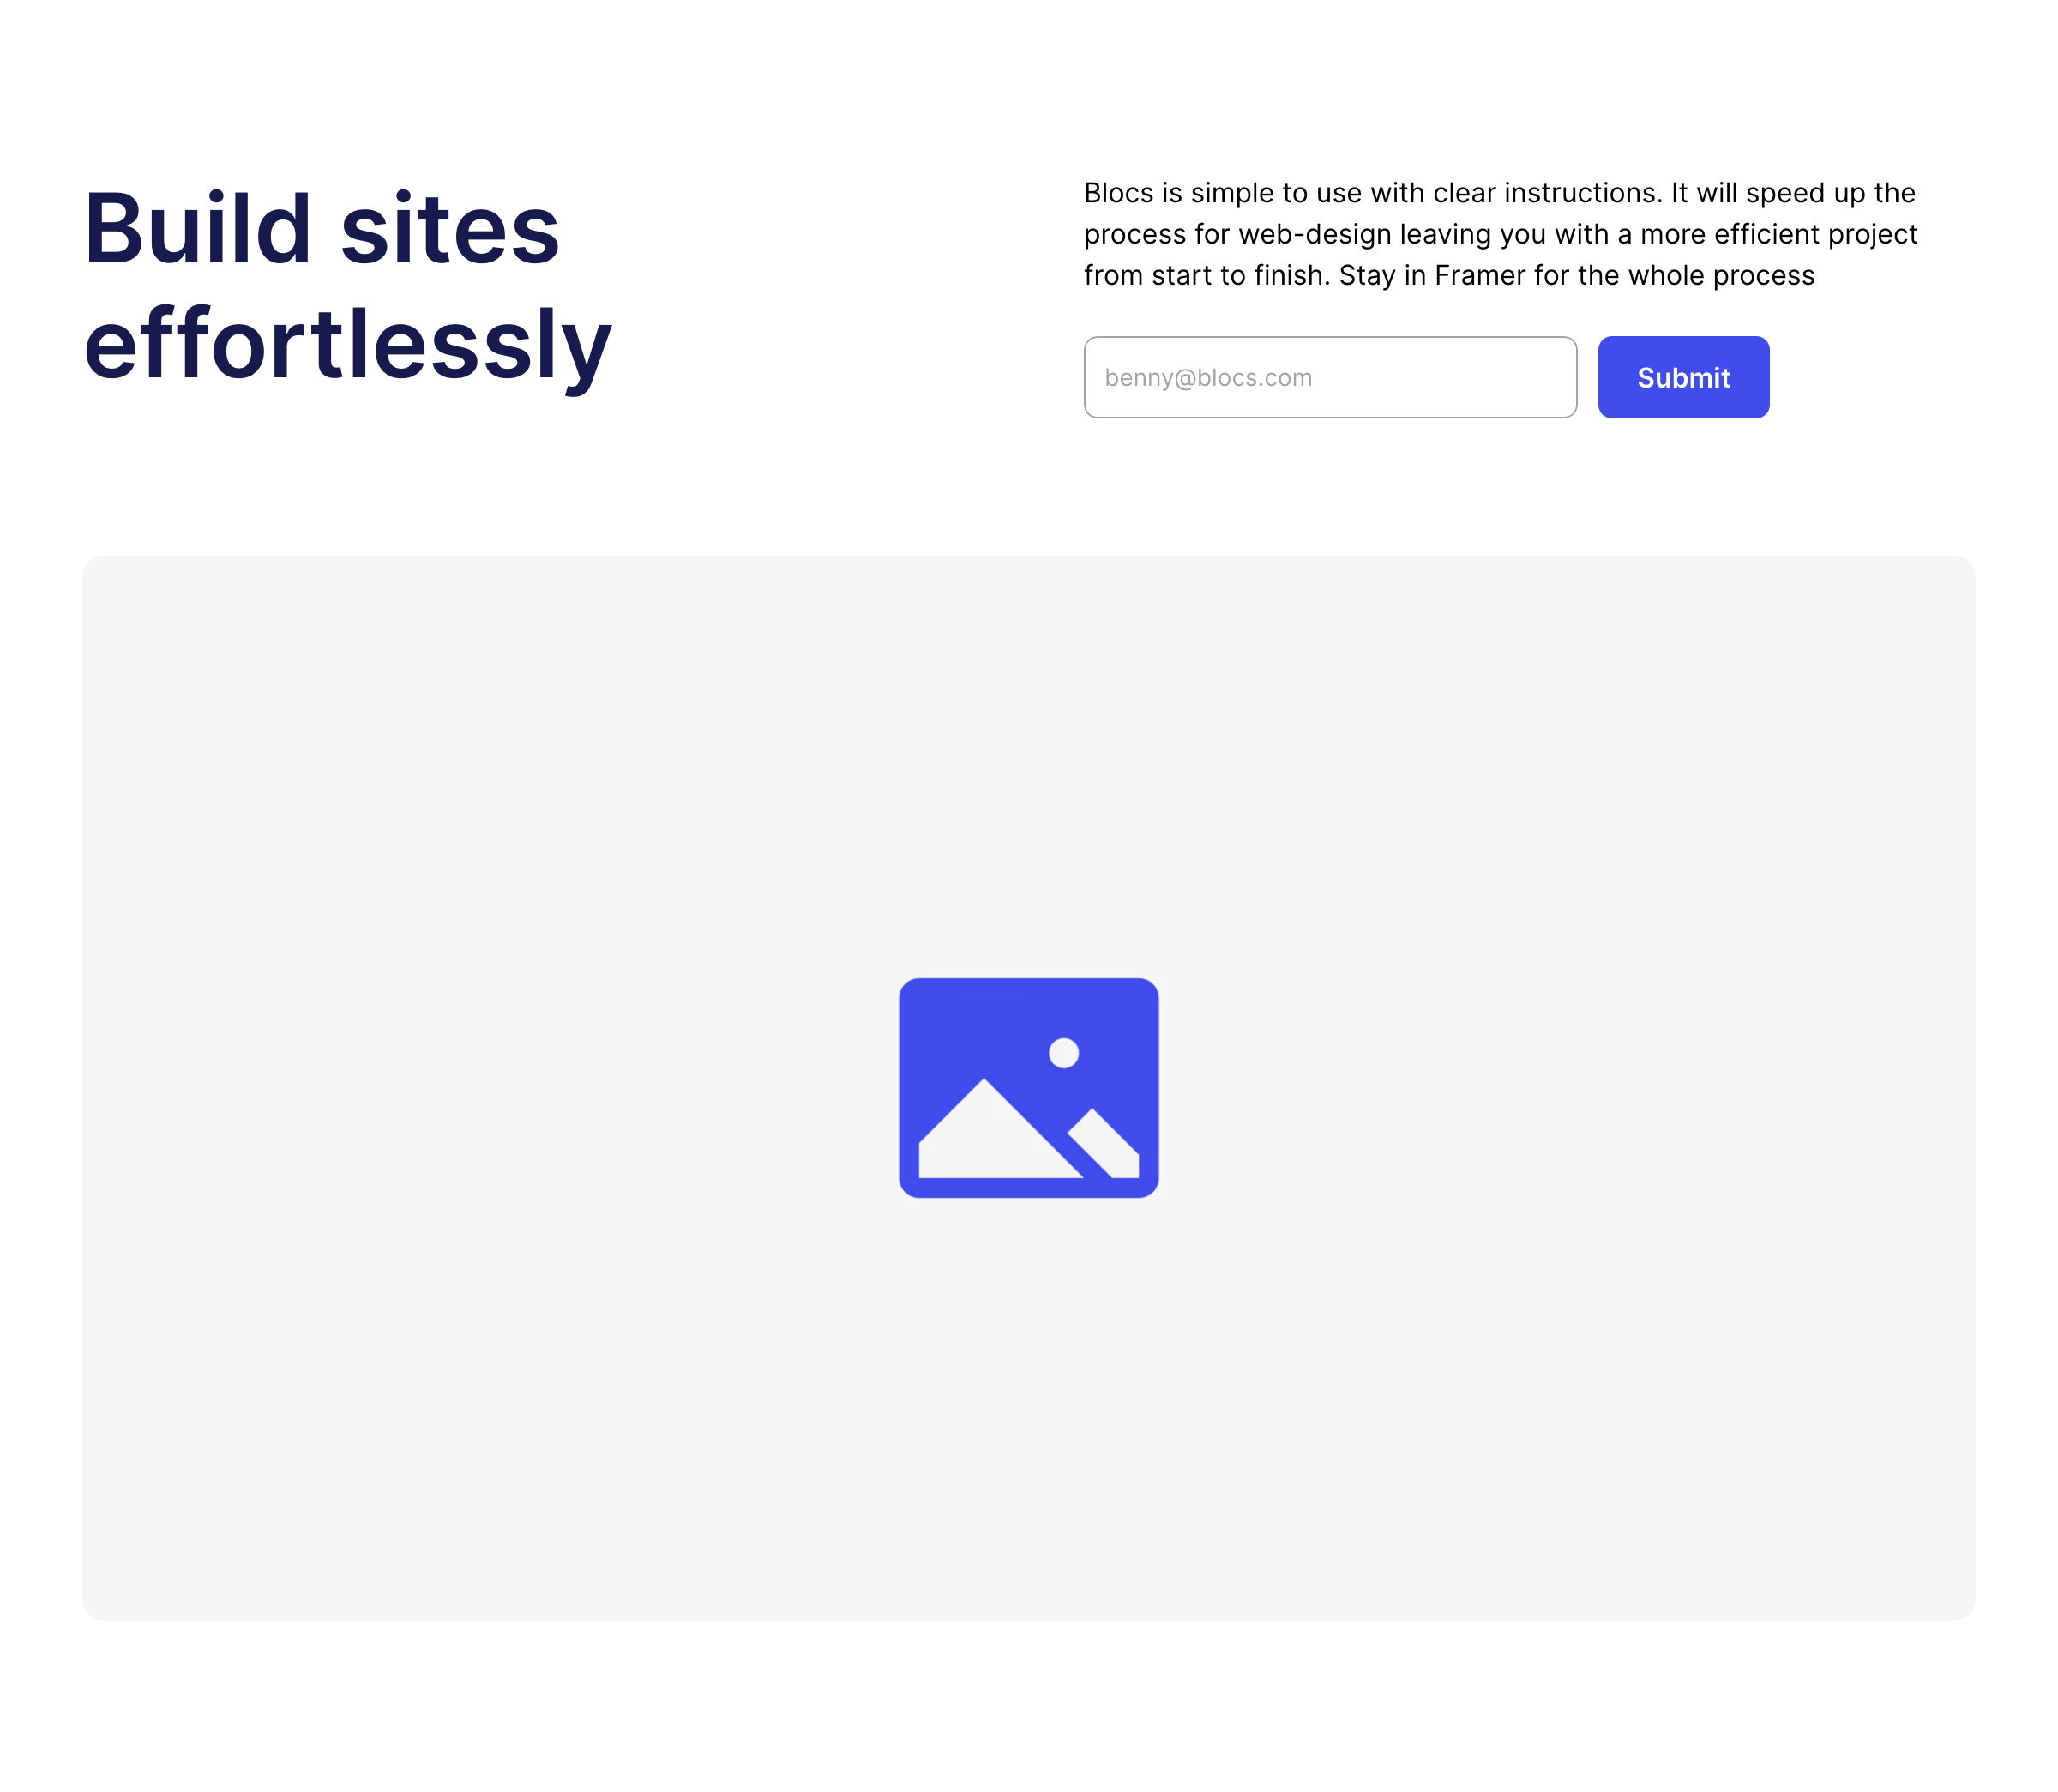 Build sites
effortlessly
Blocs is simple to use with clear instructions. It will speed up the
process for web-design leaving you with a more efficient project
from start to finish. Stay in Framer for the whole process
benny@blocs.com
Submit